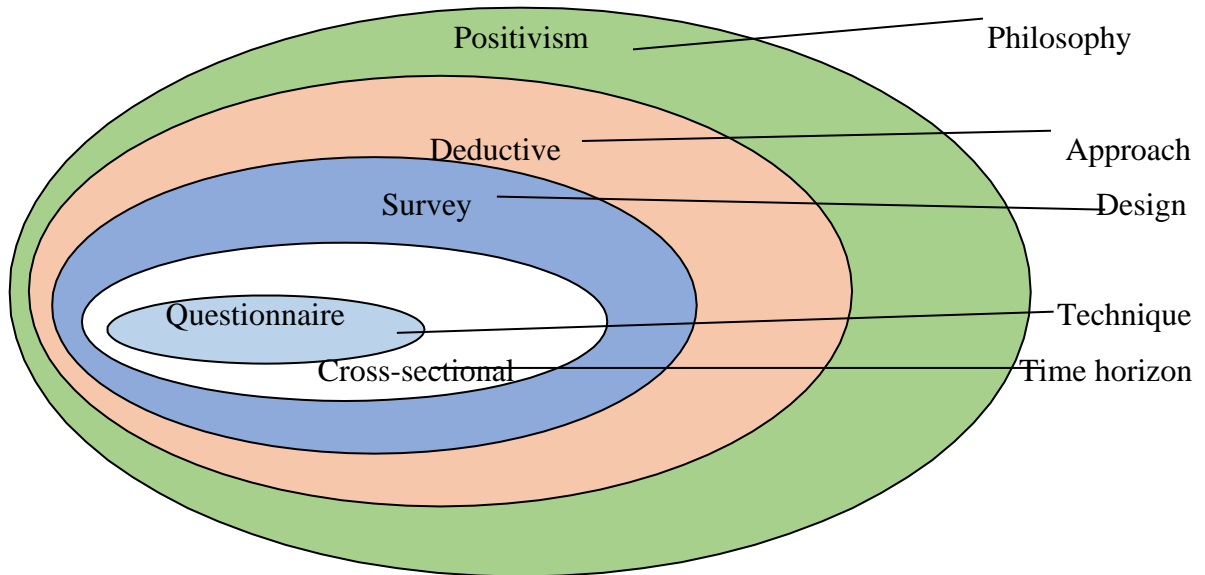 Positivism
Philosophy
Deductive
Approach
Survey
Design
Questionnaire
Technique
Cross-sectional
Time horizon